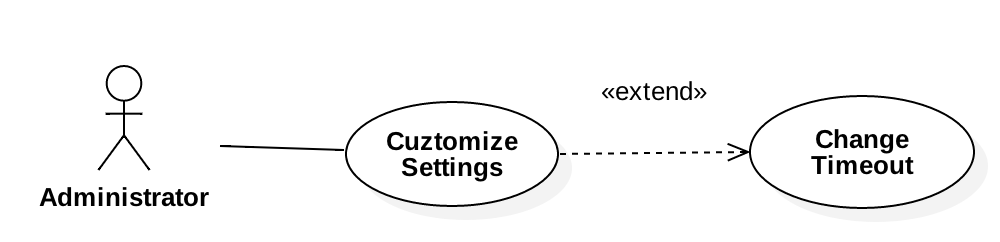 «extend»
Cuztomize
Settings
Change
Timeout
Administrator